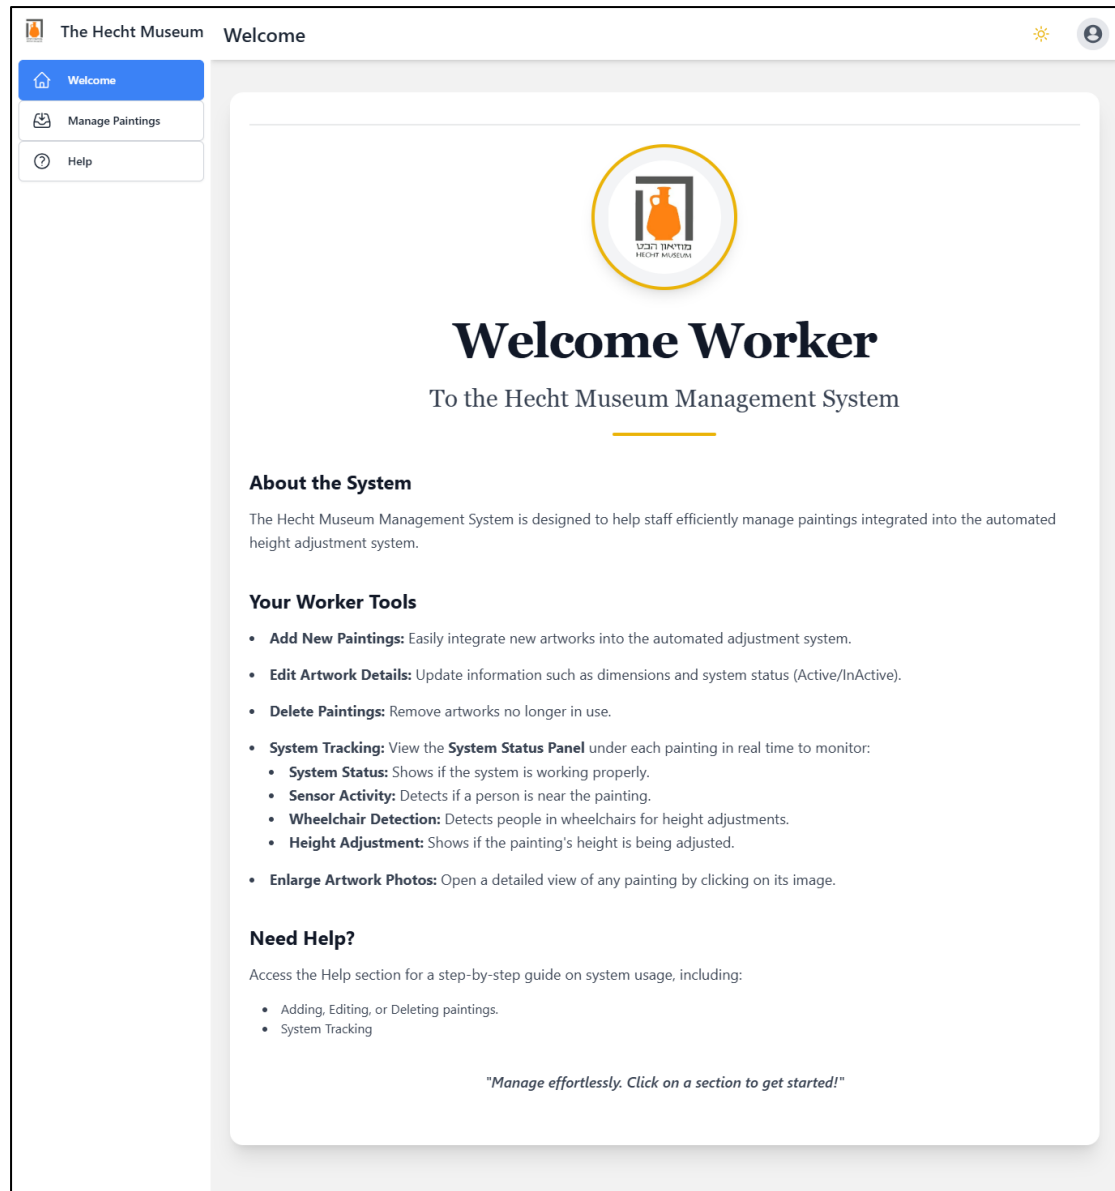 The Hecht Museum
Welcome
Welcome
Manage Paintings
Help
מוזיאון הכט
HECHT MUSEUM
Welcome Worker
To the Hecht Museum Management System
About the System
The Hecht Museum Management System is designed to help staff efficiently manage paintings integrated into the automated
height adjustment system.
Your Worker Tools
• Add New Paintings: Easily integrate new artworks into the automated adjustment system.
• Edit Artwork Details: Update information such as dimensions and system status (Active/InActive).
• Delete Paintings: Remove artworks no longer in use.
• System Tracking: View the System Status Panel under each painting in real time to monitor:
• System Status: Shows if the system is working properly.
• Sensor Activity: Detects if a person is near the painting.
• Wheelchair Detection: Detects people in wheelchairs for height adjustments.
• Height Adjustment: Shows if the painting's height is being adjusted.
• Enlarge Artwork Photos: Open a detailed view of any painting by clicking on its image.
Need Help?
Access the Help section for a step-by-step guide on system usage, including:
• Adding, Editing, or Deleting paintings.
• System Tracking
"Manage effortlessly. Click on a section to get started!"